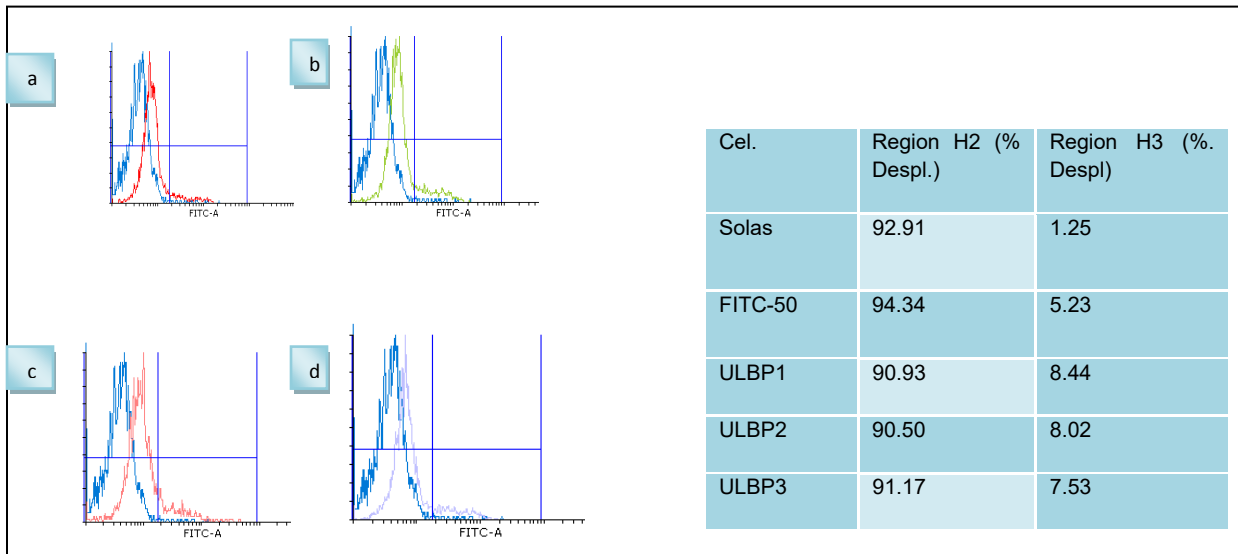 a
b
FITC-A
FITC-A
c
d
FITC-A
FITC-A
Cel.
Region H2 (%
Despl.)
Region H3 (%.
Despl)
Solas
92.91
1.25
FITC-50
94.34
5.23
ULBP1
90.93
8.44
ULBP2
90.50
8.02
ULBP3
91.17
7.53